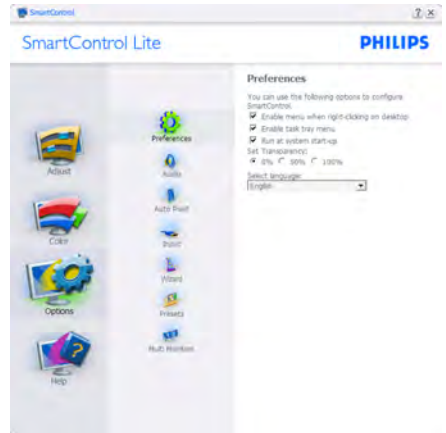 SmartControl
SmartControl Lite
PHILIPS
Preferences
You can use the following options to configure
SmartControl.
Enable menu when right-clicking on desktop
Enable task tray menu
Run at system start-up
Set Transparency:
0% 50% 100%
Select language:
English
Adjust
Color
Options
Help
Preferences
Audio
Auto Pivot
Input
Wizard
Presets
Multi Monitors